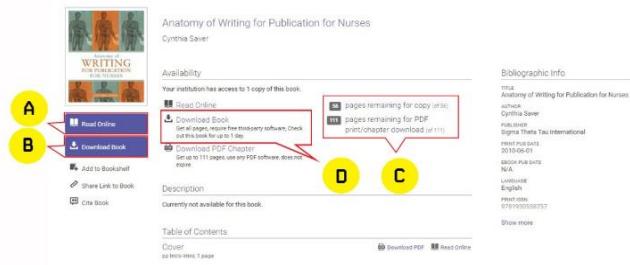 Anatomy of
WRITING
FOR PUBLICATION
FOR NURSES
Anatomy of Writing for Publication for Nurses
Cynthia Saver
A
Read Online
B
Download Book
Add to Bookshelf
Share Link to Book
Cite Book
Availability
Your institution has access to 1 copy of this book.
Read Online
Download Book
Get all pages, require free third-party software, Check
out this book for up to 1 day.
Download PDF Chapter
Get up to 111 pages, use any PDF software, does not
expire.
56 pages remaining for copy (of 56)
111 pages remaining for PDF
print/chapter download (of 111)
D
C
Description
Currently not available for this book.
Table of Contents
Cover
1 page
Download PDF
Read Online
Bibliographic Info
TITLE
Anatomy of Writing for Publication for Nurses
AUTHOR
Cynthia Saver
PUBLISHER
Sigma Theta Tau International
PRINT PUB DATE
2010-06-01
EBOOK PUB DATE
N/A
LANGUAGE
English
PRINT ISBN
9781930538757
Show more